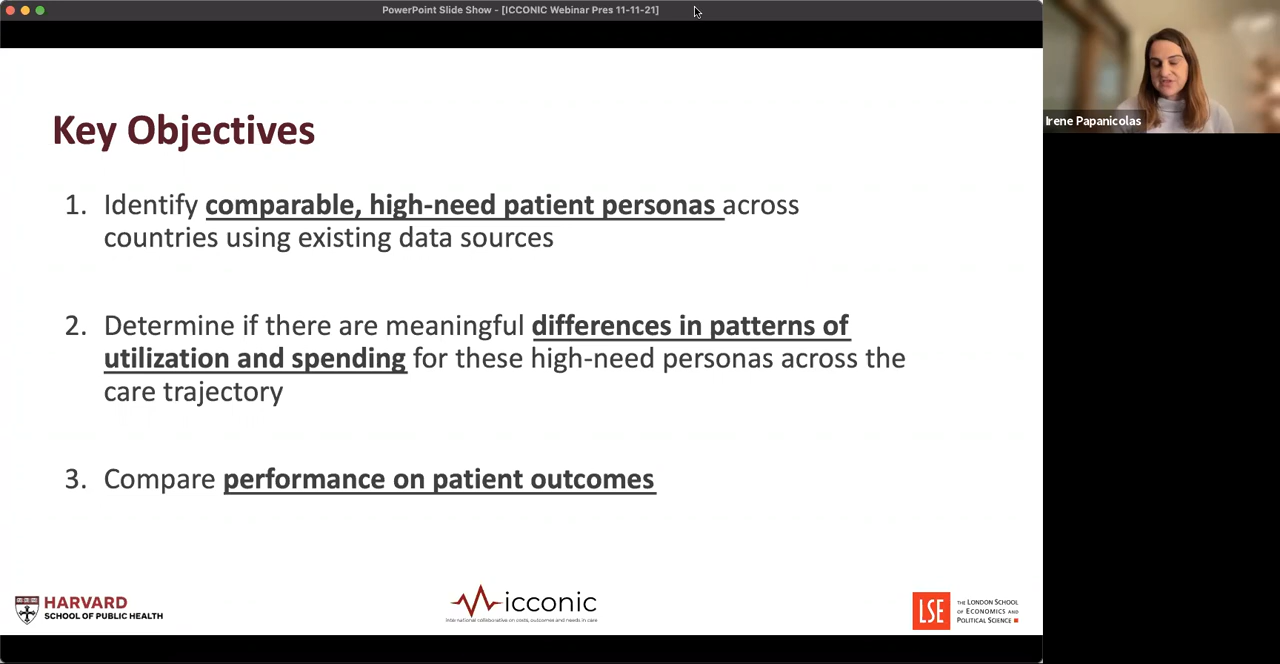 PowerPoint Slide Show - [ICCONIC Webinar Pres 11-11-21]
Irene Papanicolas
Key Objectives
1. Identify comparable, high-need patient personas across
countries using existing data sources
2. Determine if there are meaningful differences in patterns of
utilization and spending for these high-need personas across the
care trajectory
3. Compare performance on patient outcomes
HARVARD
SCHOOL OF PUBLIC HEALTH
icconic
International collaborative on costs, outcomes and needs in care
LSE
THE LONDON SCHOOL
OF ECONOMICS AND
POLITICAL SCIENCE